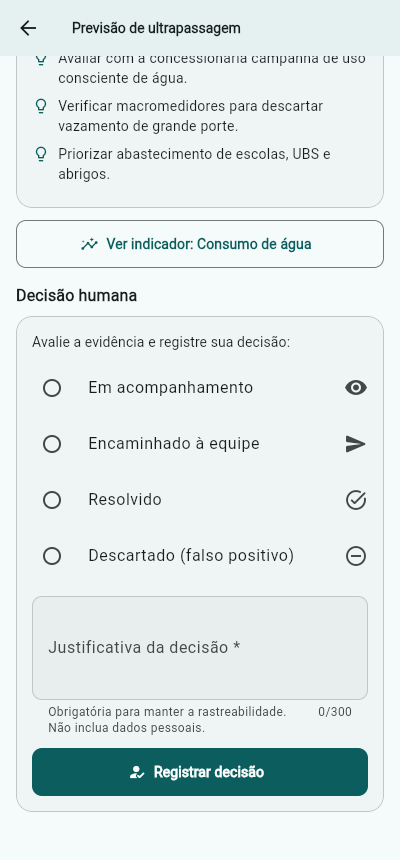 Previsão de ultrapassagem
Avaliar com a concessionária campanha de uso
consciente de água.
Verificar macromedidores para descartar
vazamento de grande porte.
Priorizar abastecimento de escolas, UBS e
abrigos.
Ver indicador: Consumo de água
Decisão humana
Avalie a evidência e registre sua decisão:
Em acompanhamento
Encaminhado à equipe
Resolvido
Descartado (falso positivo)
Justificativa da decisão *
Obrigatória para manter a rastreabilidade. 0/300
Não inclua dados pessoais.
Registrar decisão